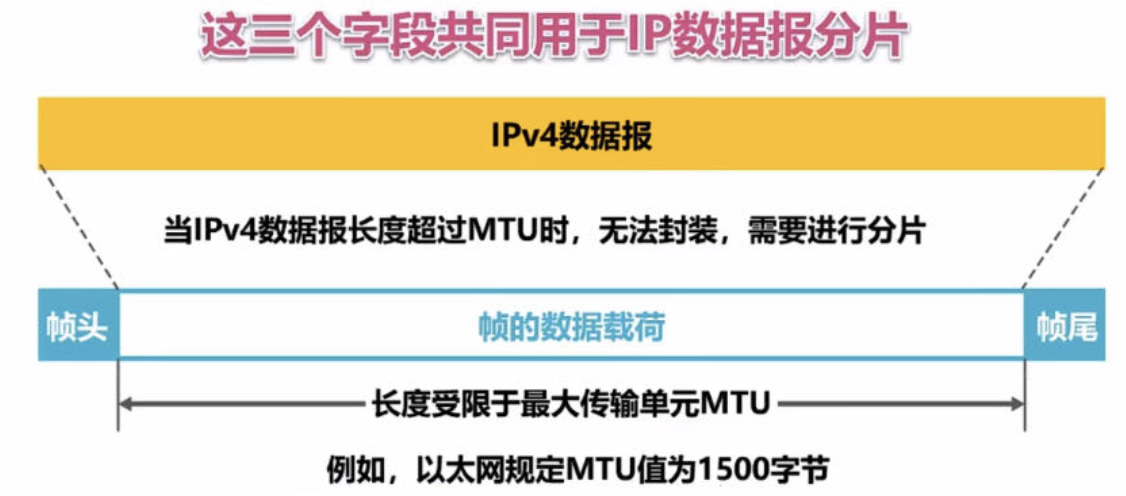 这三个字段共同用于IP数据报分片
IPv4数据报
当IPv4数据报长度超过MTU时，无法封装，需要进行分片
帧头
帧的数据载荷
帧尾
长度受限于最大传输单元MTU
例如，以太网规定MTU值为1500字节